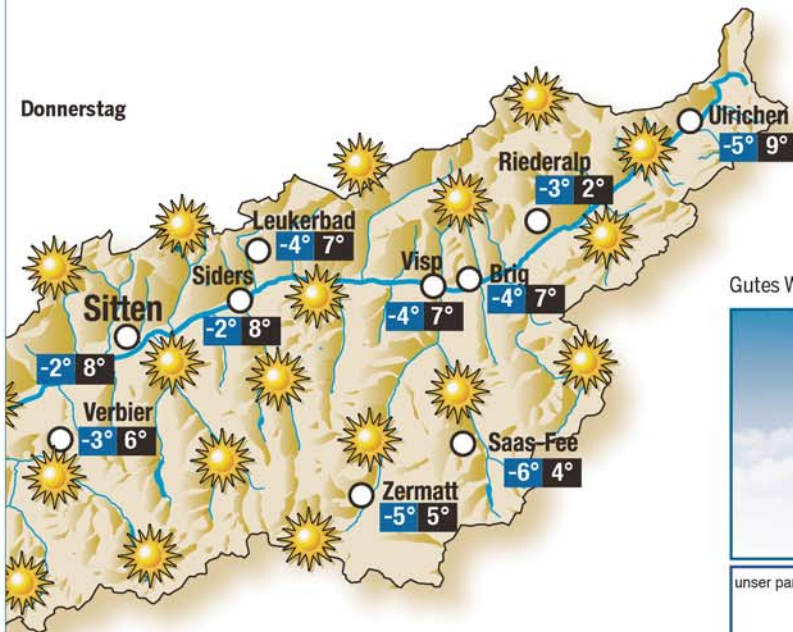 Donnerstag
Ulrichen
-5° 9°
Riederalp
-3° 2°
Leukerbad
-4° 7°
Visp
-4° 7°
Brig
-4° 7°
Siders
-2° 8°
Sitten
-2° 8°
Verbier
-3° 6°
Saas-Fee
-6° 4°
Zermatt
-5° 5°
Gutes W
unser par